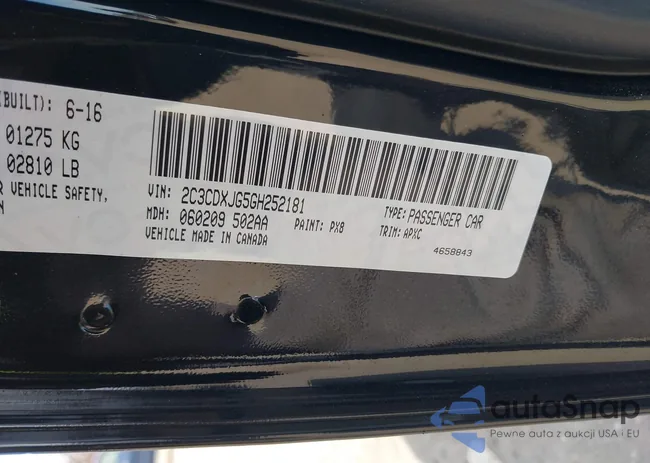 (BUILT): 6-16
01275 KG
02810 LB
VEHICLE SAFETY,
VIN: 2C3CDXJG5GH252181
TYPE: PASSENGER CAR
MDH: 060209 502AA
PAINT: PX8
TRIM: APXC
VEHICLE MADE IN CANADA
4658843
autaSnap
Pewne auta z aukcji USA • EU